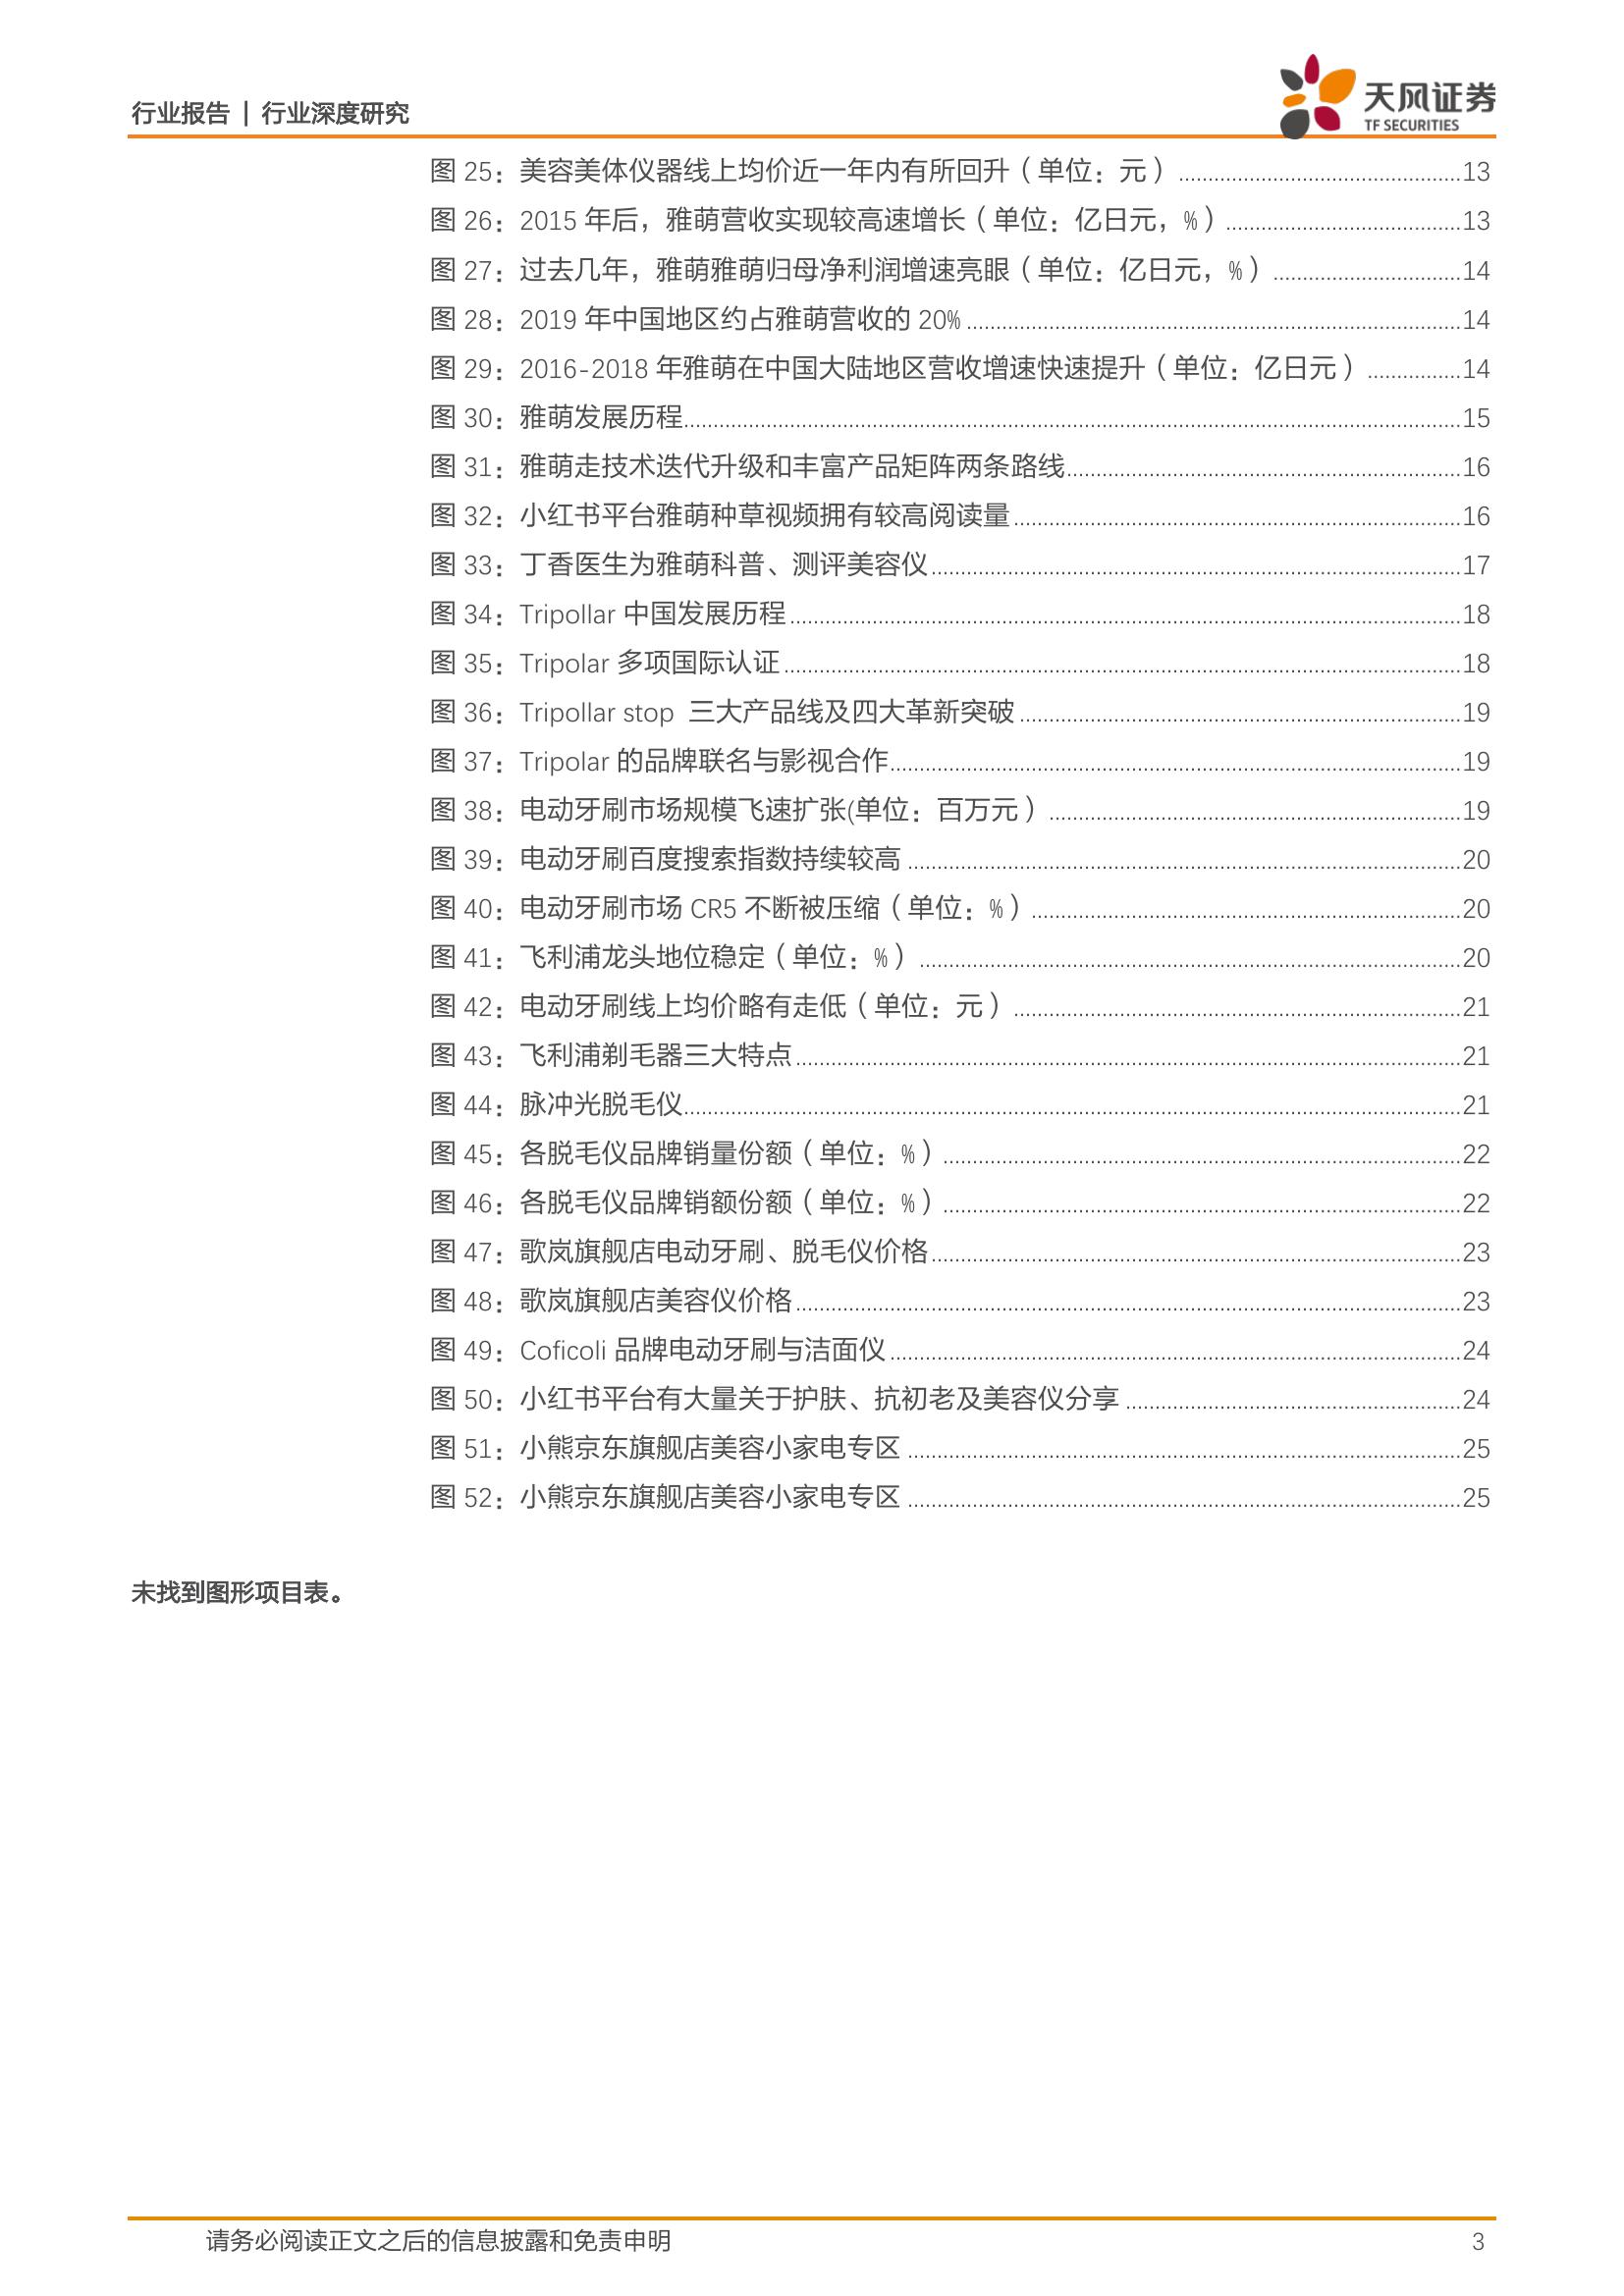 行业报告 | 行业深度研究
天风证券
TF SECURITIES
图 25：美容美体仪器线上均价近一年内有所回升（单位：元）..........13
图 26：2015 年后，雅萌营收实现较高速增长（单位：亿日元，%）..........13
图 27：过去几年，雅萌雅萌归母净利润增速亮眼（单位：亿日元，%）..........14
图 28：2019 年中国地区约占雅萌营收的 20%..........14
图 29：2016-2018 年雅萌在中国大陆地区营收增速快速提升（单位：亿日元）..........14
图 30：雅萌发展历程..........15
图 31：雅萌走技术迭代升级和丰富产品矩阵两条路线..........16
图 32：小红书平台雅萌种草视频拥有较高阅读量..........16
图 33：丁香医生为雅萌科普、测评美容仪..........17
图 34：Tripollar 中国发展历程..........18
图 35：Tripolar 多项国际认证..........18
图 36：Tripollar stop 三大产品线及四大革新突破..........19
图 37：Tripolar 的品牌联名与影视合作..........19
图 38：电动牙刷市场规模飞速扩张(单位：百万元）..........19
图 39：电动牙刷百度搜索指数持续较高..........20
图 40：电动牙刷市场 CR5 不断被压缩（单位：%）..........20
图 41：飞利浦龙头地位稳定（单位：%）..........20
图 42：电动牙刷线上均价略有走低（单位：元）..........21
图 43：飞利浦剃毛器三大特点..........21
图 44：脉冲光脱毛仪..........21
图 45：各脱毛仪品牌销量份额（单位：%）..........22
图 46：各脱毛仪品牌销额份额（单位：%）..........22
图 47：歌岚旗舰店电动牙刷、脱毛仪价格..........23
图 48：歌岚旗舰店美容仪价格..........23
图 49：Coficoli 品牌电动牙刷与洁面仪..........24
图 50：小红书平台有大量关于护肤、抗初老及美容仪分享..........24
图 51：小熊京东旗舰店美容小家电专区..........25
图 52：小熊京东旗舰店美容小家电专区..........25
未找到图形项目表。
请务必阅读正文之后的信息披露和免责申明
3